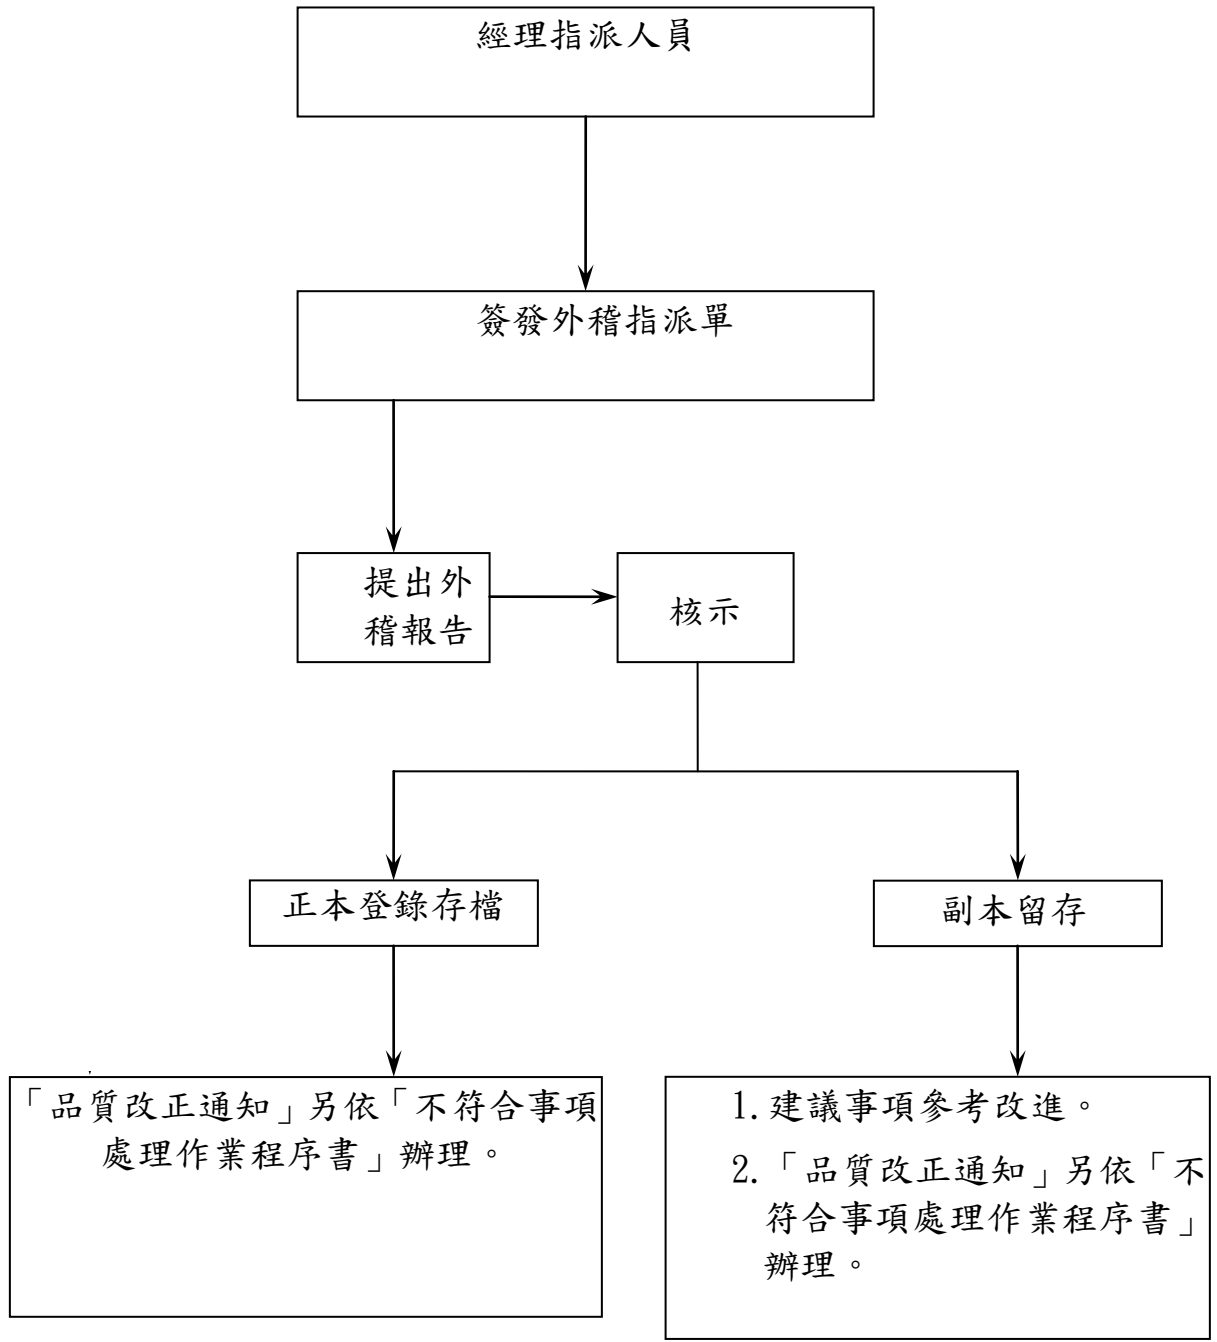 經理指派人員
簽發外稽指派單
提出外
稽報告
核示
正本登錄存檔
副本留存
「品質改正通知」另依「不符合事項
處理作業程序書」辦理。
1.建議事項參考改進。
2.「品質改正通知」另依「不
符合事項處理作業程序書」
辦理。